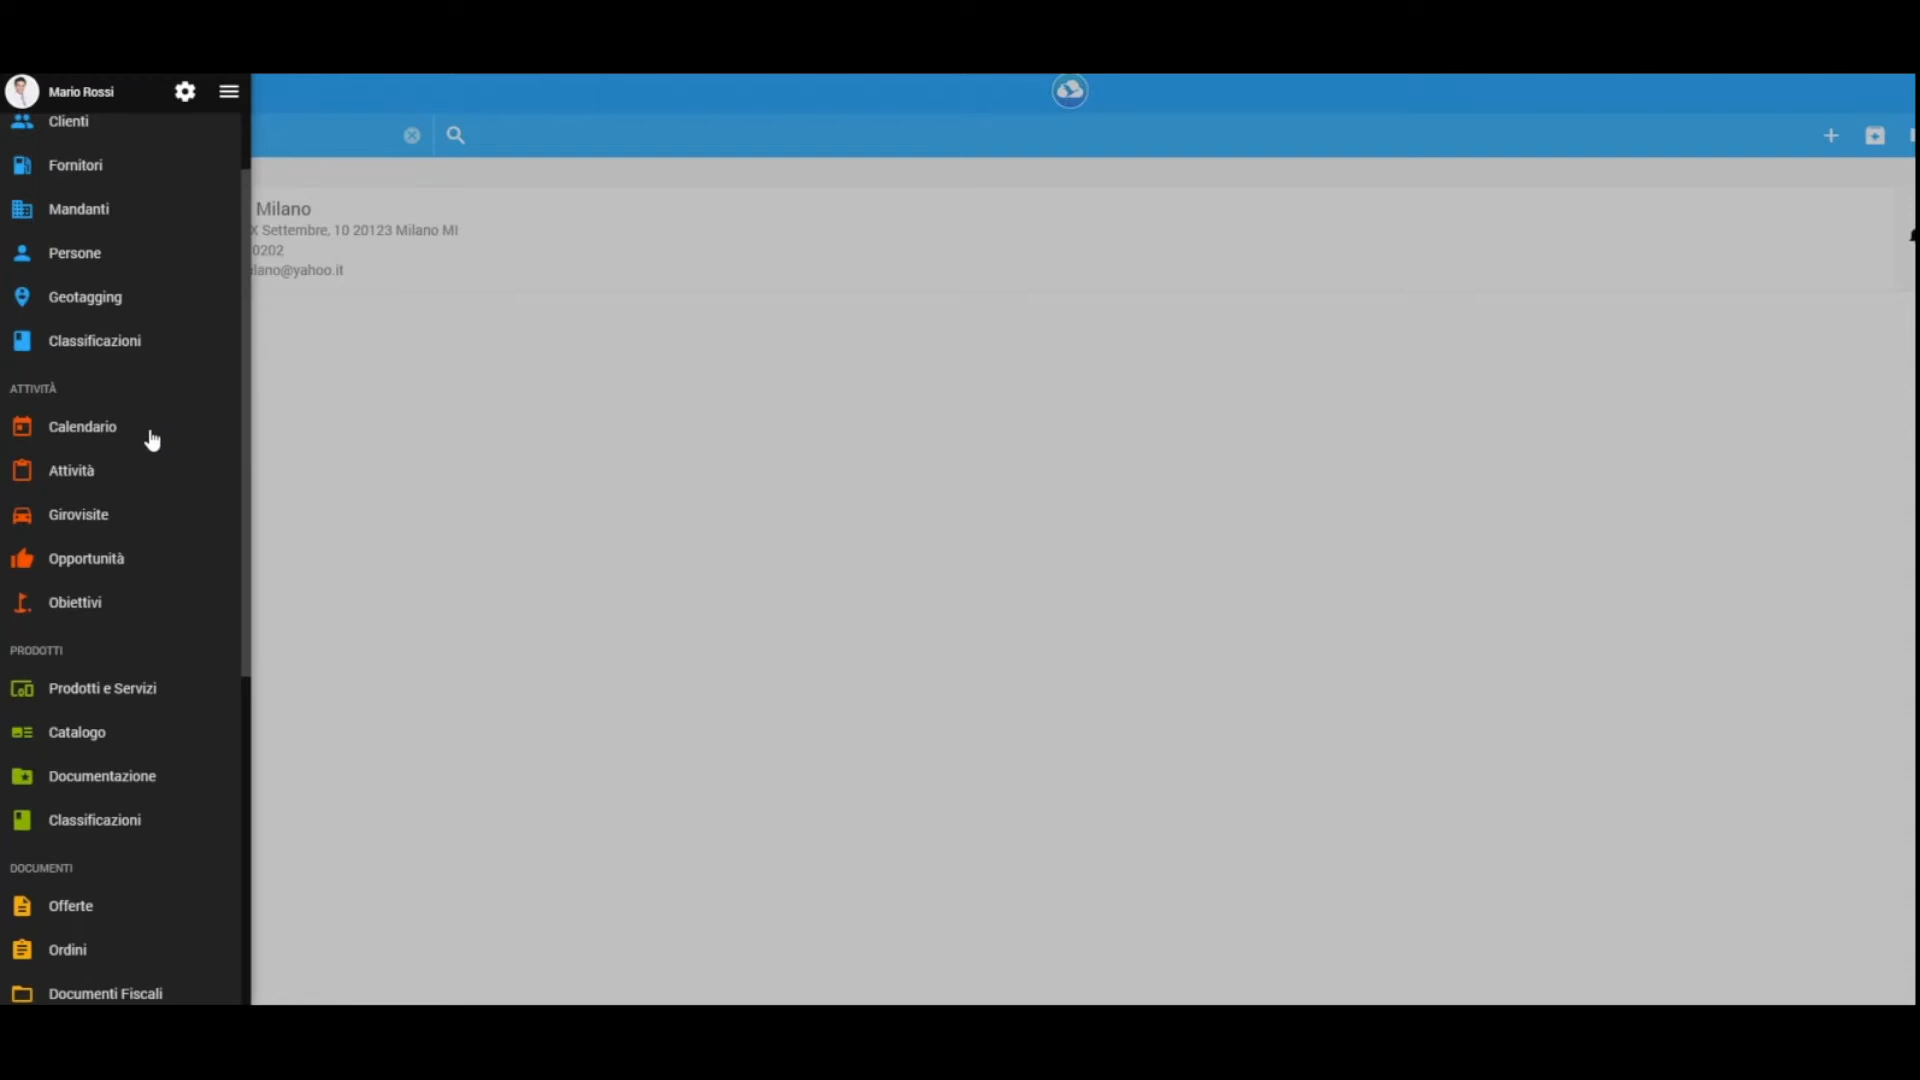 Mario Rossi
Clienti
Fornitori
Mandanti
Persone
Geotagging
Classificazioni
ATTIVITÀ
Calendario
Attività
Girovisite
Opportunità
Obiettivi
PRODOTTI
Prodotti e Servizi
Catalogo
Documentazione
Classificazioni
DOCUMENTI
Offerte
Ordini
Documenti Fiscali
Milano
X Settembre, 10 20123 Milano MI
0202
lano@yahoo.it